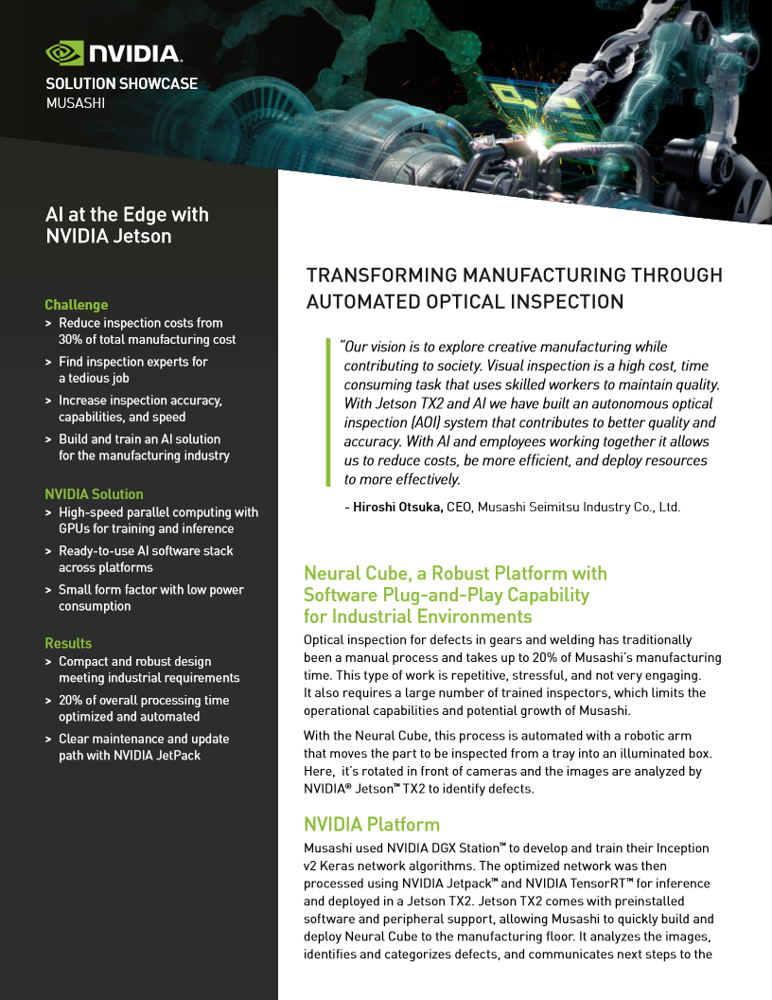 NVIDIA.
SOLUTION SHOWCASE
MUSASHI
AI at the Edge with
NVIDIA Jetson
Challenge
> Reduce inspection costs from
30% of total manufacturing cost
> Find inspection experts for
a tedious job
> Increase inspection accuracy,
capabilities, and speed
> Build and train an AI solution
for the manufacturing industry
NVIDIA Solution
> High-speed parallel computing with
GPUs for training and inference
> Ready-to-use AI software stack
across platforms
> Small form factor with low power
consumption
Results
> Compact and robust design
meeting industrial requirements
> 20% of overall processing time
optimized and automated
> Clear maintenance and update
path with NVIDIA JetPack
TRANSFORMING MANUFACTURING THROUGH
AUTOMATED OPTICAL INSPECTION
“Our vision is to explore creative manufacturing while
contributing to society. Visual inspection is a high cost, time
consuming task that uses skilled workers to maintain quality.
With Jetson TX2 and AI we have built an autonomous optical
inspection (AOI) system that contributes to better quality and
accuracy. With AI and employees working together it allows
us to reduce costs, be more efficient, and deploy resources
to more effectively.
- Hiroshi Otsuka, CEO, Musashi Seimitsu Industry Co., Ltd.
Neural Cube, a Robust Platform with
Software Plug-and-Play Capability
for Industrial Environments
Optical inspection for defects in gears and welding has traditionally
been a manual process and takes up to 20% of Musashi’s manufacturing
time. This type of work is repetitive, stressful, and not very engaging.
It also requires a large number of trained inspectors, which limits the
operational capabilities and potential growth of Musashi.
With the Neural Cube, this process is automated with a robotic arm
that moves the part to be inspected from a tray into an illuminated box.
Here, it’s rotated in front of cameras and the images are analyzed by
NVIDIA® Jetson™ TX2 to identify defects.
NVIDIA Platform
Musashi used NVIDIA DGX Station™ to develop and train their Inception
v2 Keras network algorithms. The optimized network was then
processed using NVIDIA Jetpack™ and NVIDIA TensorRT™ for inference
and deployed in a Jetson TX2. Jetson TX2 comes with preinstalled
software and peripheral support, allowing Musashi to quickly build and
deploy Neural Cube to the manufacturing floor. It analyzes the images,
identifies and categorizes defects, and communicates next steps to the